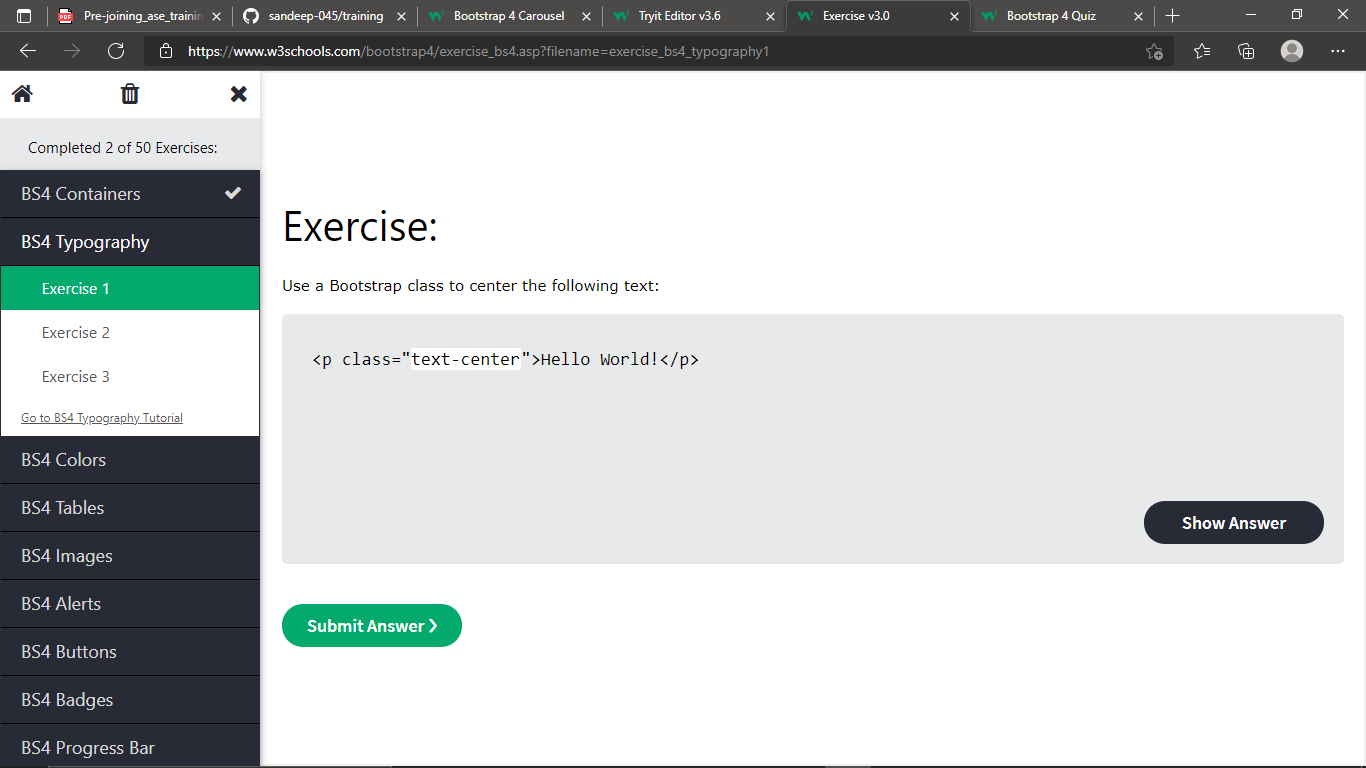 Pre-joining_ase_trainin
sandeep-045/training
Bootstrap 4 Carousel
Tryit Editor v3.6
Exercise v3.0
Bootstrap 4 Quiz
https://www.w3schools.com/bootstrap4/exercise_bs4.asp?filename=exercise_bs4_typography1
Completed 2 of 50 Exercises:
BS4 Containers
BS4 Typography
Exercise 1
Exercise 2
Exercise 3
Go to BS4 Typography Tutorial
BS4 Colors
BS4 Tables
BS4 Images
BS4 Alerts
BS4 Buttons
BS4 Badges
BS4 Progress Bar
Exercise:
Use a Bootstrap class to center the following text:
<p class="text-center">Hello World!</p>
Show Answer
Submit Answer ❯